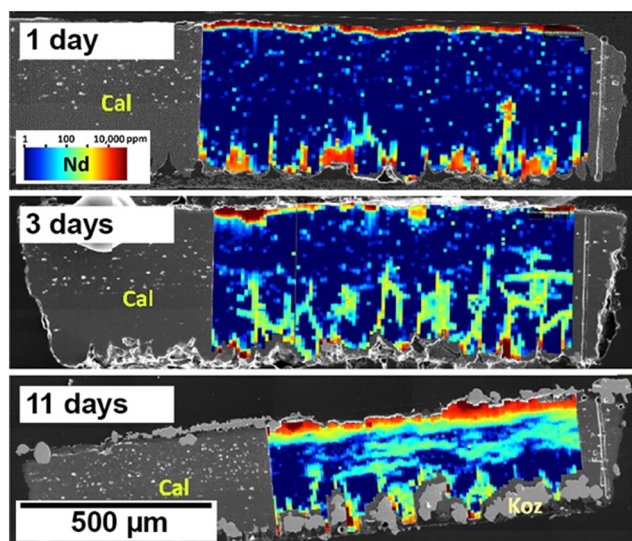 1 day
Cal
1 100 10,000 ppm
Nd
3 days
Cal
11 days
Cal
Koz
500 µm